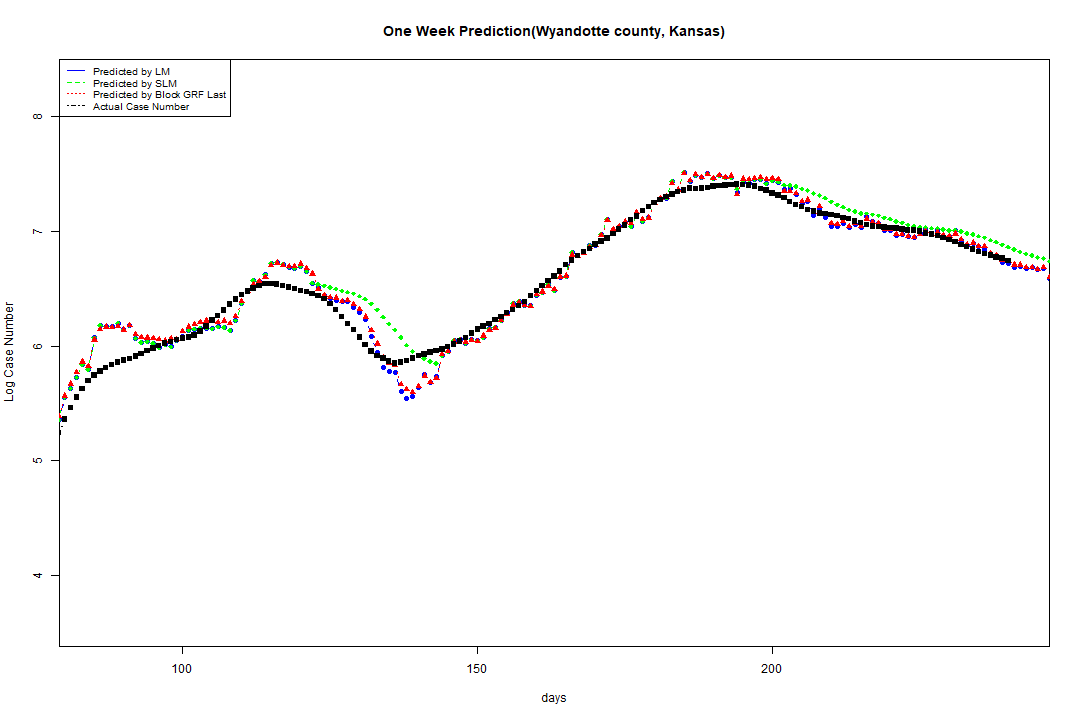 One Week Prediction(Wyandotte county, Kansas)
Predicted by LM
Predicted by SLM
Predicted by Block GRF Last
Actual Case Number
8
7
6
5
4
Log Case Number
100 150 200
days